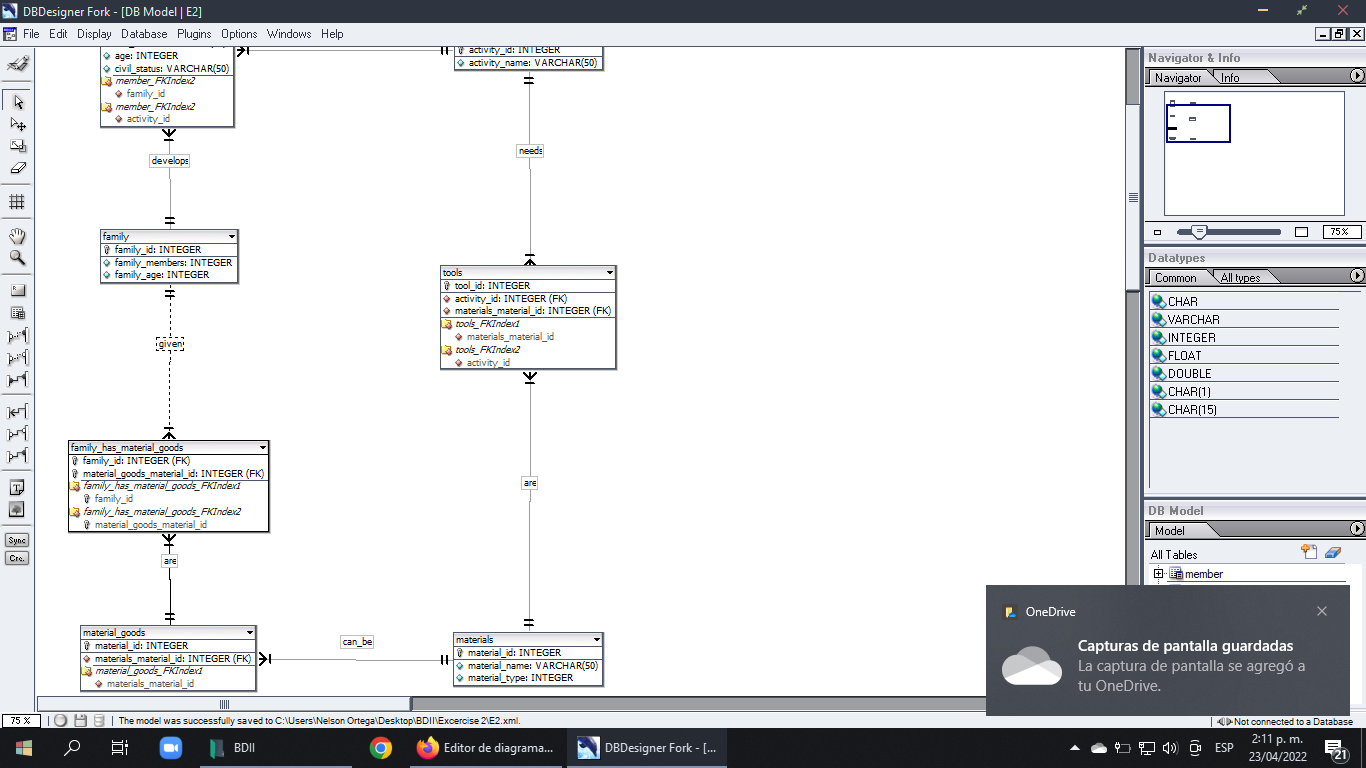 DBDesigner Fork - [DB Model | E2]
File Edit Display Database Plugins Options Windows Help
age: INTEGER
civil_status: VARCHAR(50)
member_FKIndex2
family_id
member_FKIndex2
activity_id
activity_id: INTEGER
activity_name: VARCHAR(50)
develops
needs
family
family_id: INTEGER
family_members: INTEGER
family_age: INTEGER
tools
tool_id: INTEGER
activity_id: INTEGER (FK)
materials_material_id: INTEGER (FK)
tools_FKIndex1
materials_material_id
tools_FKIndex2
activity_id
given
family_has_material_goods
family_id: INTEGER (FK)
material_goods_material_id: INTEGER (FK)
family_has_material_goods_FKIndex1
family_id
family_has_material_goods_FKIndex2
material_goods_material_id
are
are
material_goods
material_id: INTEGER
materials_material_id: INTEGER (FK)
material_goods_FKIndex1
materials_material_id
can_be
materials
material_id: INTEGER
material_name: VARCHAR(50)
material_type: INTEGER
Sync
Cre.
Navigator & Info
Navigator Info
75%
Datatypes
Common All types
CHAR
VARCHAR
INTEGER
FLOAT
DOUBLE
CHAR(1)
CHAR(15)
DB Model
Model
All Tables
member
OneDrive
Capturas de pantalla guardadas
La captura de pantalla se agregó a
tu OneDrive.
75 % The model was successfully saved to C:\Users\Nelson Ortega\Desktop\BDII\Excercise 2\E2.xml. Not connected to a Database
BDII Editor de diagrama... DBDesigner Fork - [... ESP 2:11 p. m.
23/04/2022
21